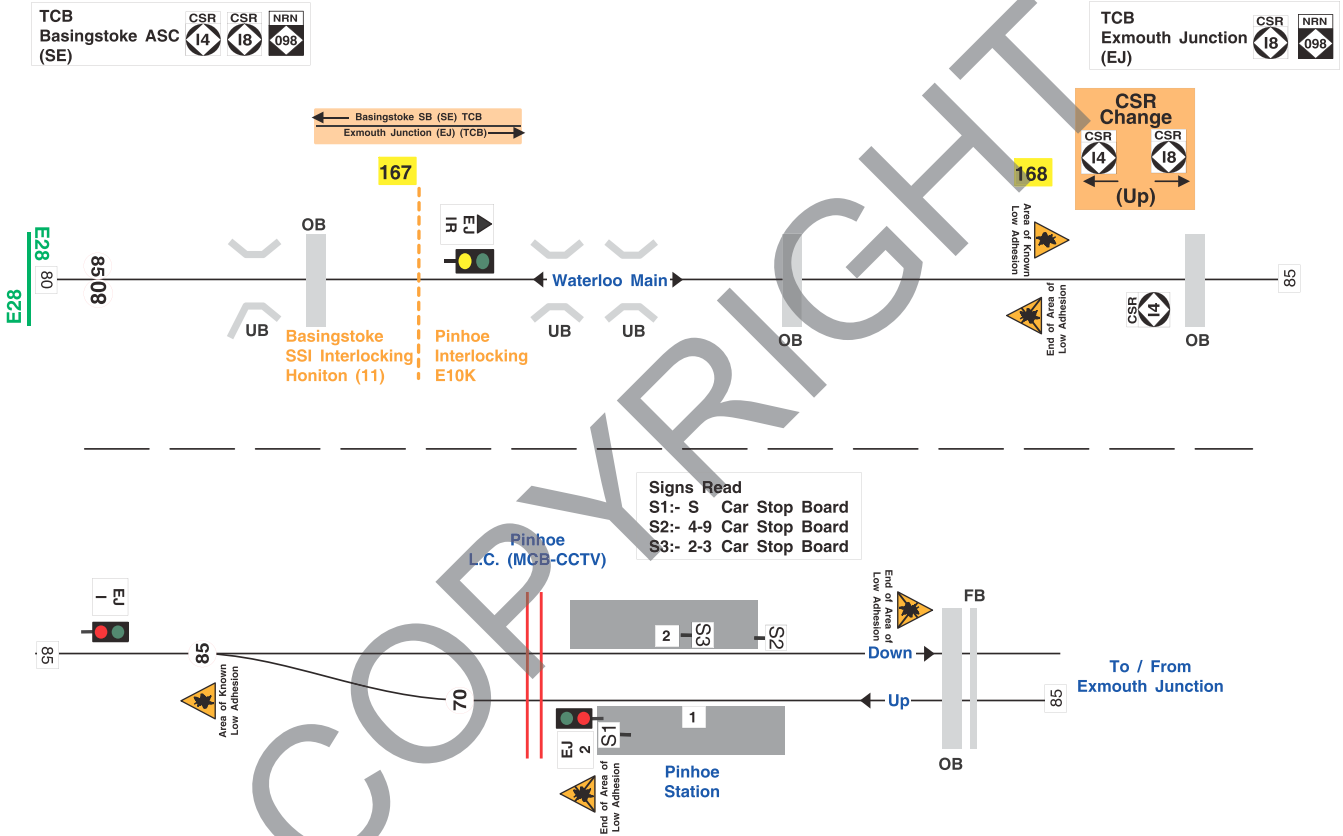 TCB
Basingstoke ASC
(SE)
CSR
I4
CSR
I8
NRN
098
TCB
Exmouth Junction
(EJ)
CSR
I8
NRN
098
Basingstoke SB (SE) TCB
Exmouth Junction (EJ) (TCB)
167
168
CSR
Change
CSR
I4
CSR
I8
(Up)
E28
E28
80
8508
OB
UB
EJ
IR
Waterloo Main
UB
UB
Basingstoke
SSI Interlocking
Honiton (11)
Pinhoe
Interlocking
E10K
OB
Area of Known
Low Adhesion
End of Area of
Low Adhesion
CSR
I4
OB
85
Signs Read
S1:- S Car Stop Board
S2:- 4-9 Car Stop Board
S3:- 2-3 Car Stop Board
Pinhoe
L.C. (MCB-CCTV)
EJ
I
85
85
Area of Known
Low Adhesion
70
2
S3
S2
End of Area of
Low Adhesion
FB
Down
Up
OB
85
To / From
Exmouth Junction
EJ
2
S1
1
End of Area of
Low Adhesion
Pinhoe
Station
COPYRIGHT